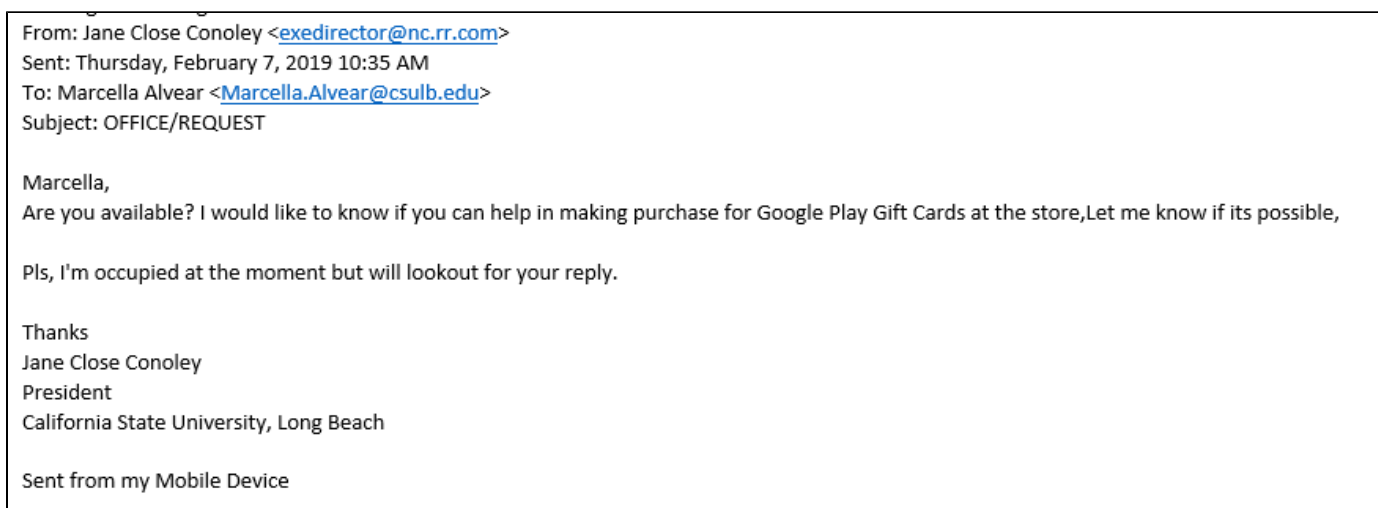 From: Jane Close Conoley <exedirector@nc.rr.com>
Sent: Thursday, February 7, 2019 10:35 AM
To: Marcella Alvear <Marcella.Alvear@csulb.edu>
Subject: OFFICE/REQUEST
Marcella,
Are you available? I would like to know if you can help in making purchase for Google Play Gift Cards at the store,Let me know if its possible,
Pls, I'm occupied at the moment but will lookout for your reply.
Thanks
Jane Close Conoley
President
California State University, Long Beach
Sent from my Mobile Device